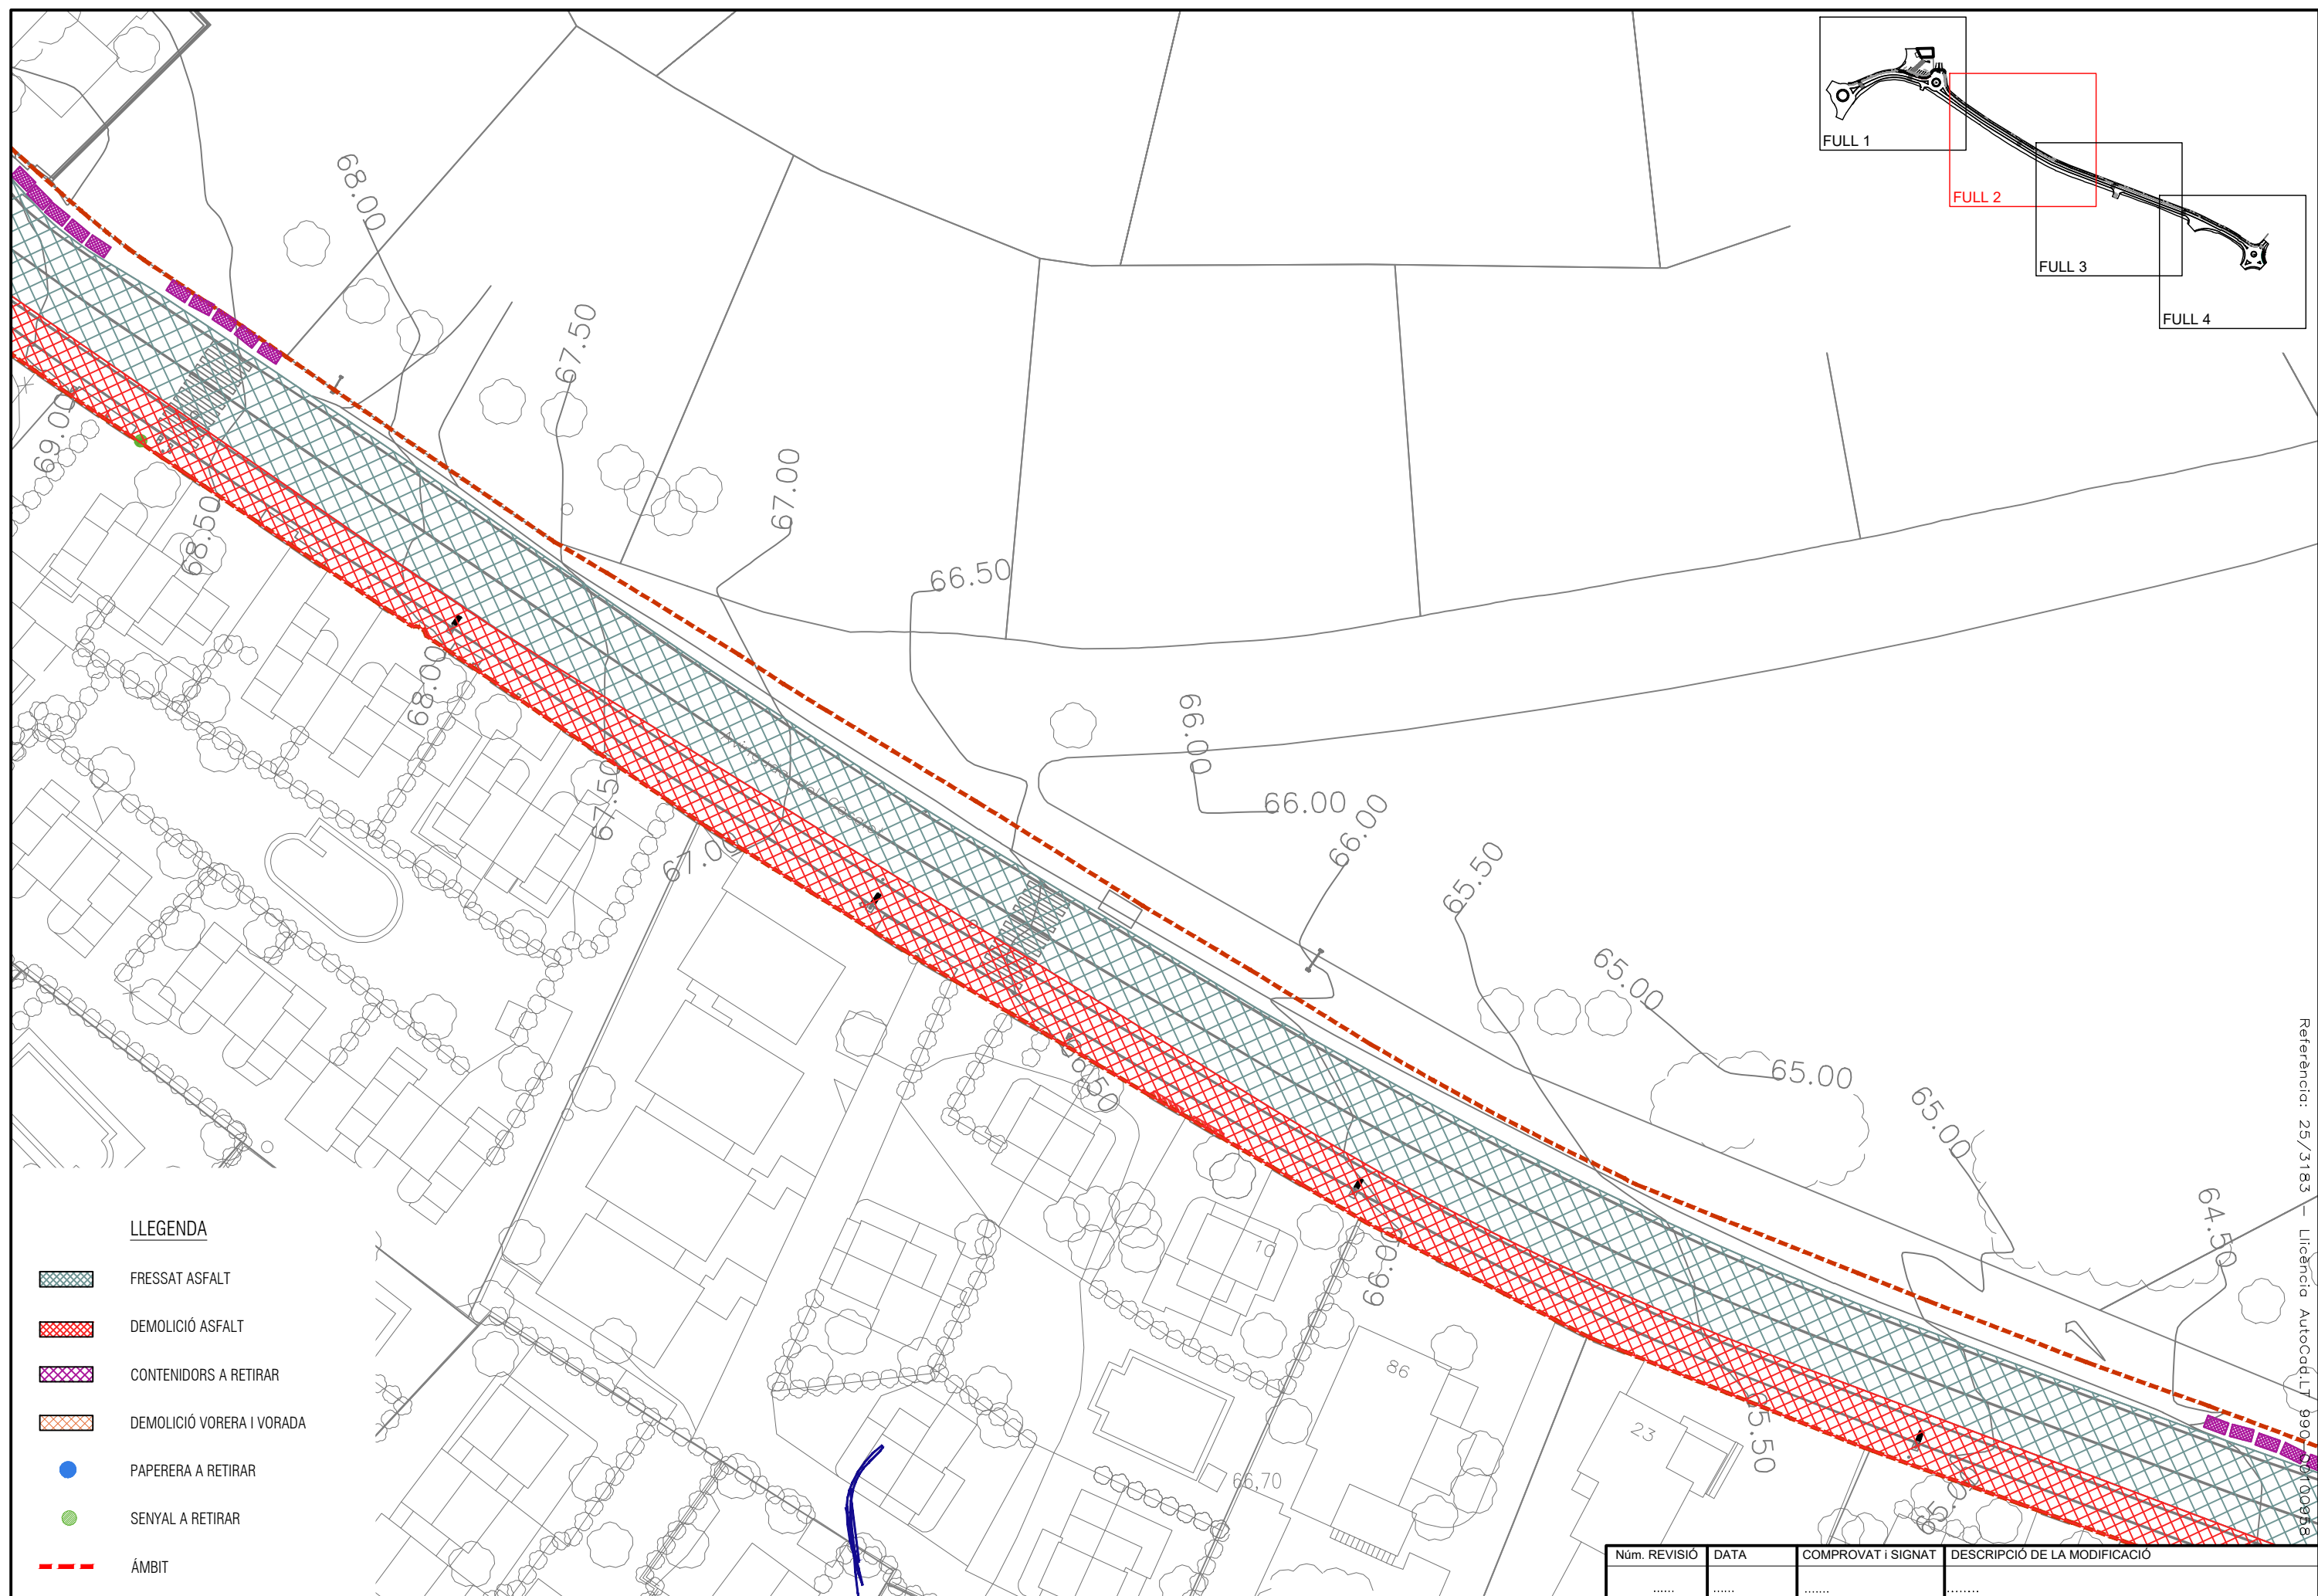 FULL 1
FULL 2
FULL 3
FULL 4
68.00
67.50
67.00
66.50
66.00
66.00
66.00
65.50
65.00
65.00
65.00
64.50
69.00
68.50
68.00
67.50
67.00
66.00
10
86
23
66,70
Referència: 25/3183 - Llicència AutoCad.LT
LLEGENDA
FRESSAT ASFALT
DEMOLICIÓ ASFALT
CONTENIDORS A RETIRAR
DEMOLICIÓ VORERA I VORADA
PAPERERA A RETIRAR
SENYAL A RETIRAR
ÁMBIT
Núm. REVISIÓ DATA COMPROVAT i SIGNAT DESCRIPCIÓ DE LA MODIFICACIÓ
...... ...... ....... ........